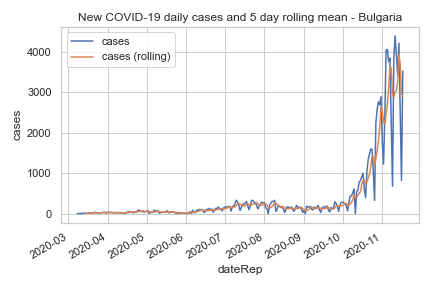 New COVID-19 daily cases and 5 day rolling mean - Bulgaria
cases
cases (rolling)
4000
3000
2000
1000
0
cases
2020-03
2020-04
2020-05
2020-06
2020-07
2020-08
2020-09
2020-10
2020-11
dateRep